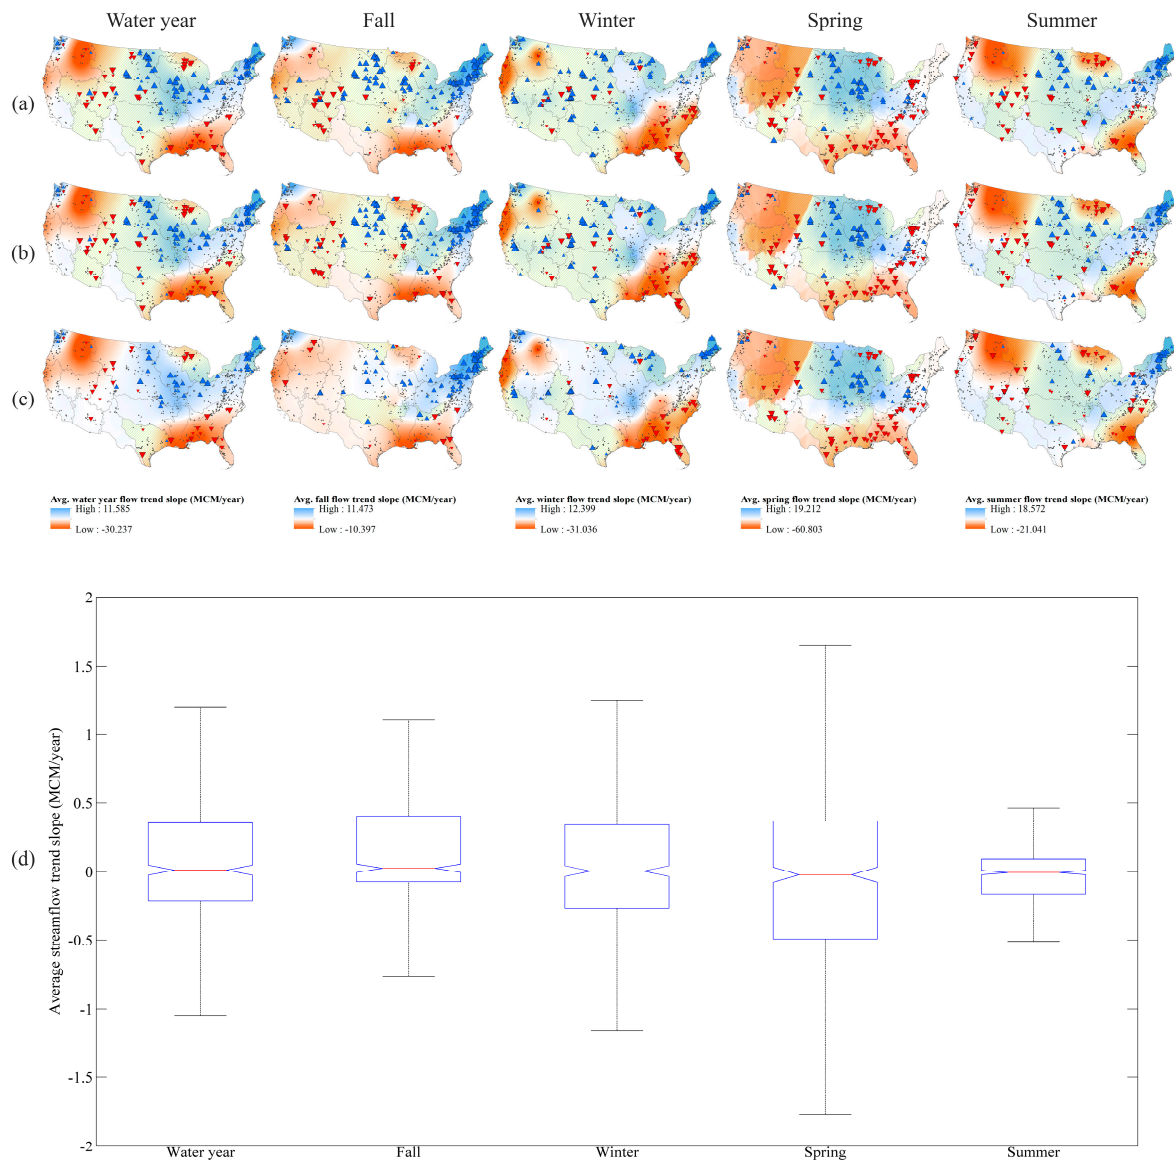 Water year Fall Winter Spring Summer
(a)
(b)
(c)
Avg. water year flow trend slope (MCM/year) Avg. fall flow trend slope (MCM/year) Avg. winter flow trend slope (MCM/year) Avg. spring flow trend slope (MCM/year) Avg. summer flow trend slope (MCM/year)
High : 11.585 High : 11.473 High : 12.399 High : 19.212 High : 18.572
Low : -30.237 Low : -10.397 Low : -31.036 Low : -60.803 Low : -21.041
(d)
Average streamflow trend slope (MCM/year)
2
1.5
1
0.5
0
-0.5
-1
-1.5
-2
Water year Fall Winter Spring Summer